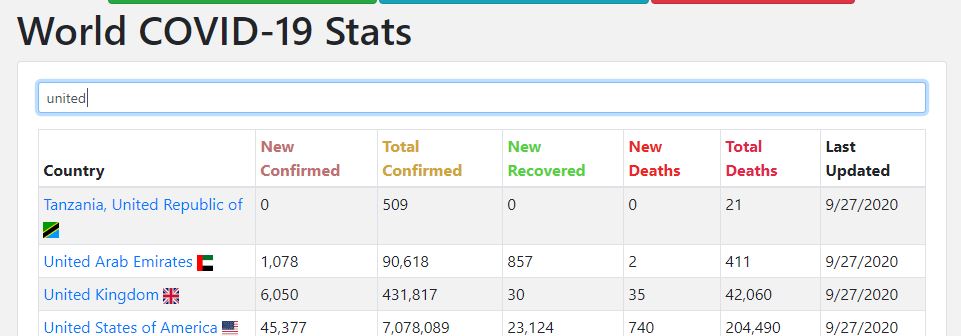 World COVID-19 Stats
united
Country New Confirmed Total Confirmed New Recovered New Deaths Total Deaths Last Updated
Tanzania, United Republic of 0 509 0 0 21 9/27/2020
United Arab Emirates 1,078 90,618 857 2 411 9/27/2020
United Kingdom 6,050 431,817 30 35 42,060 9/27/2020
United States of America 45,377 7,078,089 23,124 740 204,490 9/27/2020